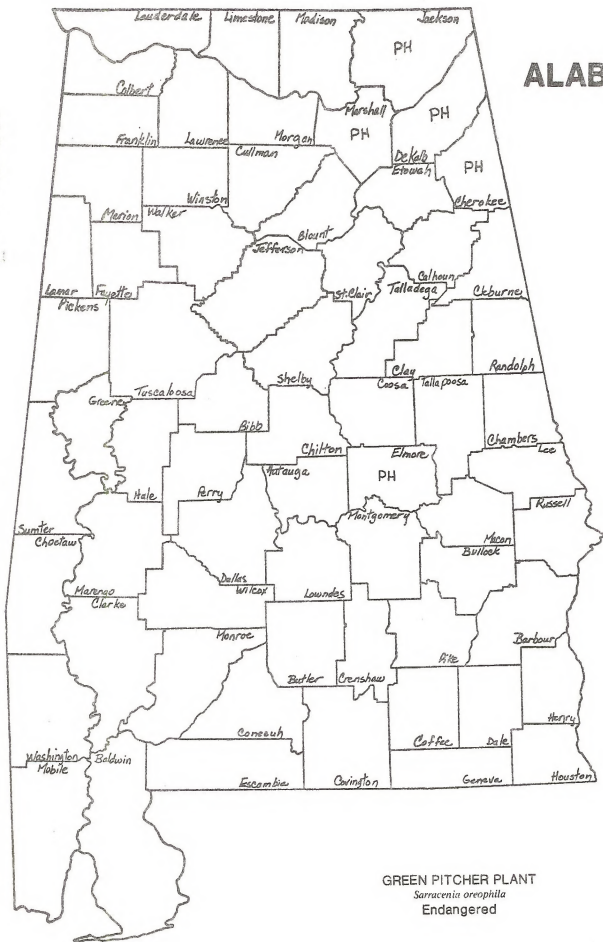 Lauderdale Limestone Madison Jackson
PH
ALAB
Colbert
Marshall
PH
PH
Franklin Lawrence Morgan
Cullman
DeKalb
Etowah
PH
Winston
Cherokee
Marion Walker
Blount
Jefferson
Calhoun
Lamar Fayette St. Clair Talladega Cleburne
Pickens
Clay Randolph
Tuscaloosa Shelby Coosa Tallapoosa
Greene
Bibb
Chambers
Chilton Elmore Lee
Autauga
PH
Hale Perry
Russell
Montgomery
Sumter
Choctaw
Macon
Bullock
Dallas
Marengo Wilcox Lowndes
Clarke
Monroe
Barbour
Pike
Butler Crenshaw
Henry
Conecuh
Coffee Dale
Washington Baldwin
Mobile
Escambia Covington Geneva Houston
GREEN PITCHER PLANT
Sarracenia oreophila
Endangered